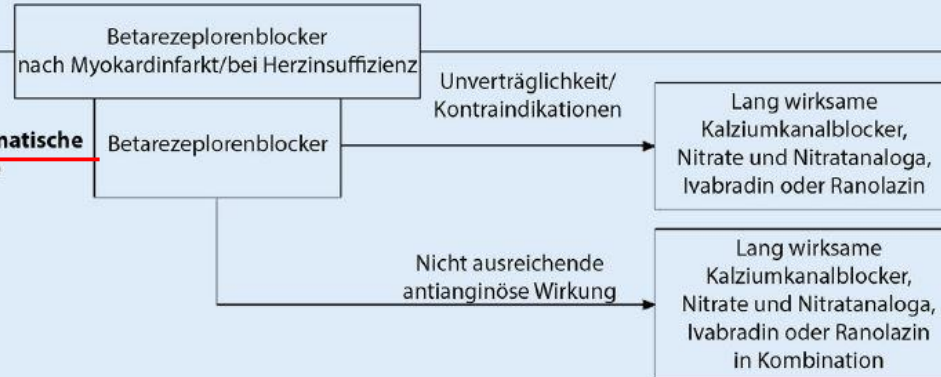 Betarezeplorenblocker
nach Myokardinfarkt/bei Herzinsuffizienz
Unverträglichkeit/
Kontraindikationen
Betarezeplorenblocker
Lang wirksame
Kalziumkanalblocker,
Nitrate und Nitratanaloga,
Ivabradin oder Ranolazin
Nicht ausreichende
antianginöse Wirkung
Lang wirksame
Kalziumkanalblocker,
Nitrate und Nitratanaloga,
Ivabradin oder Ranolazin
in Kombination